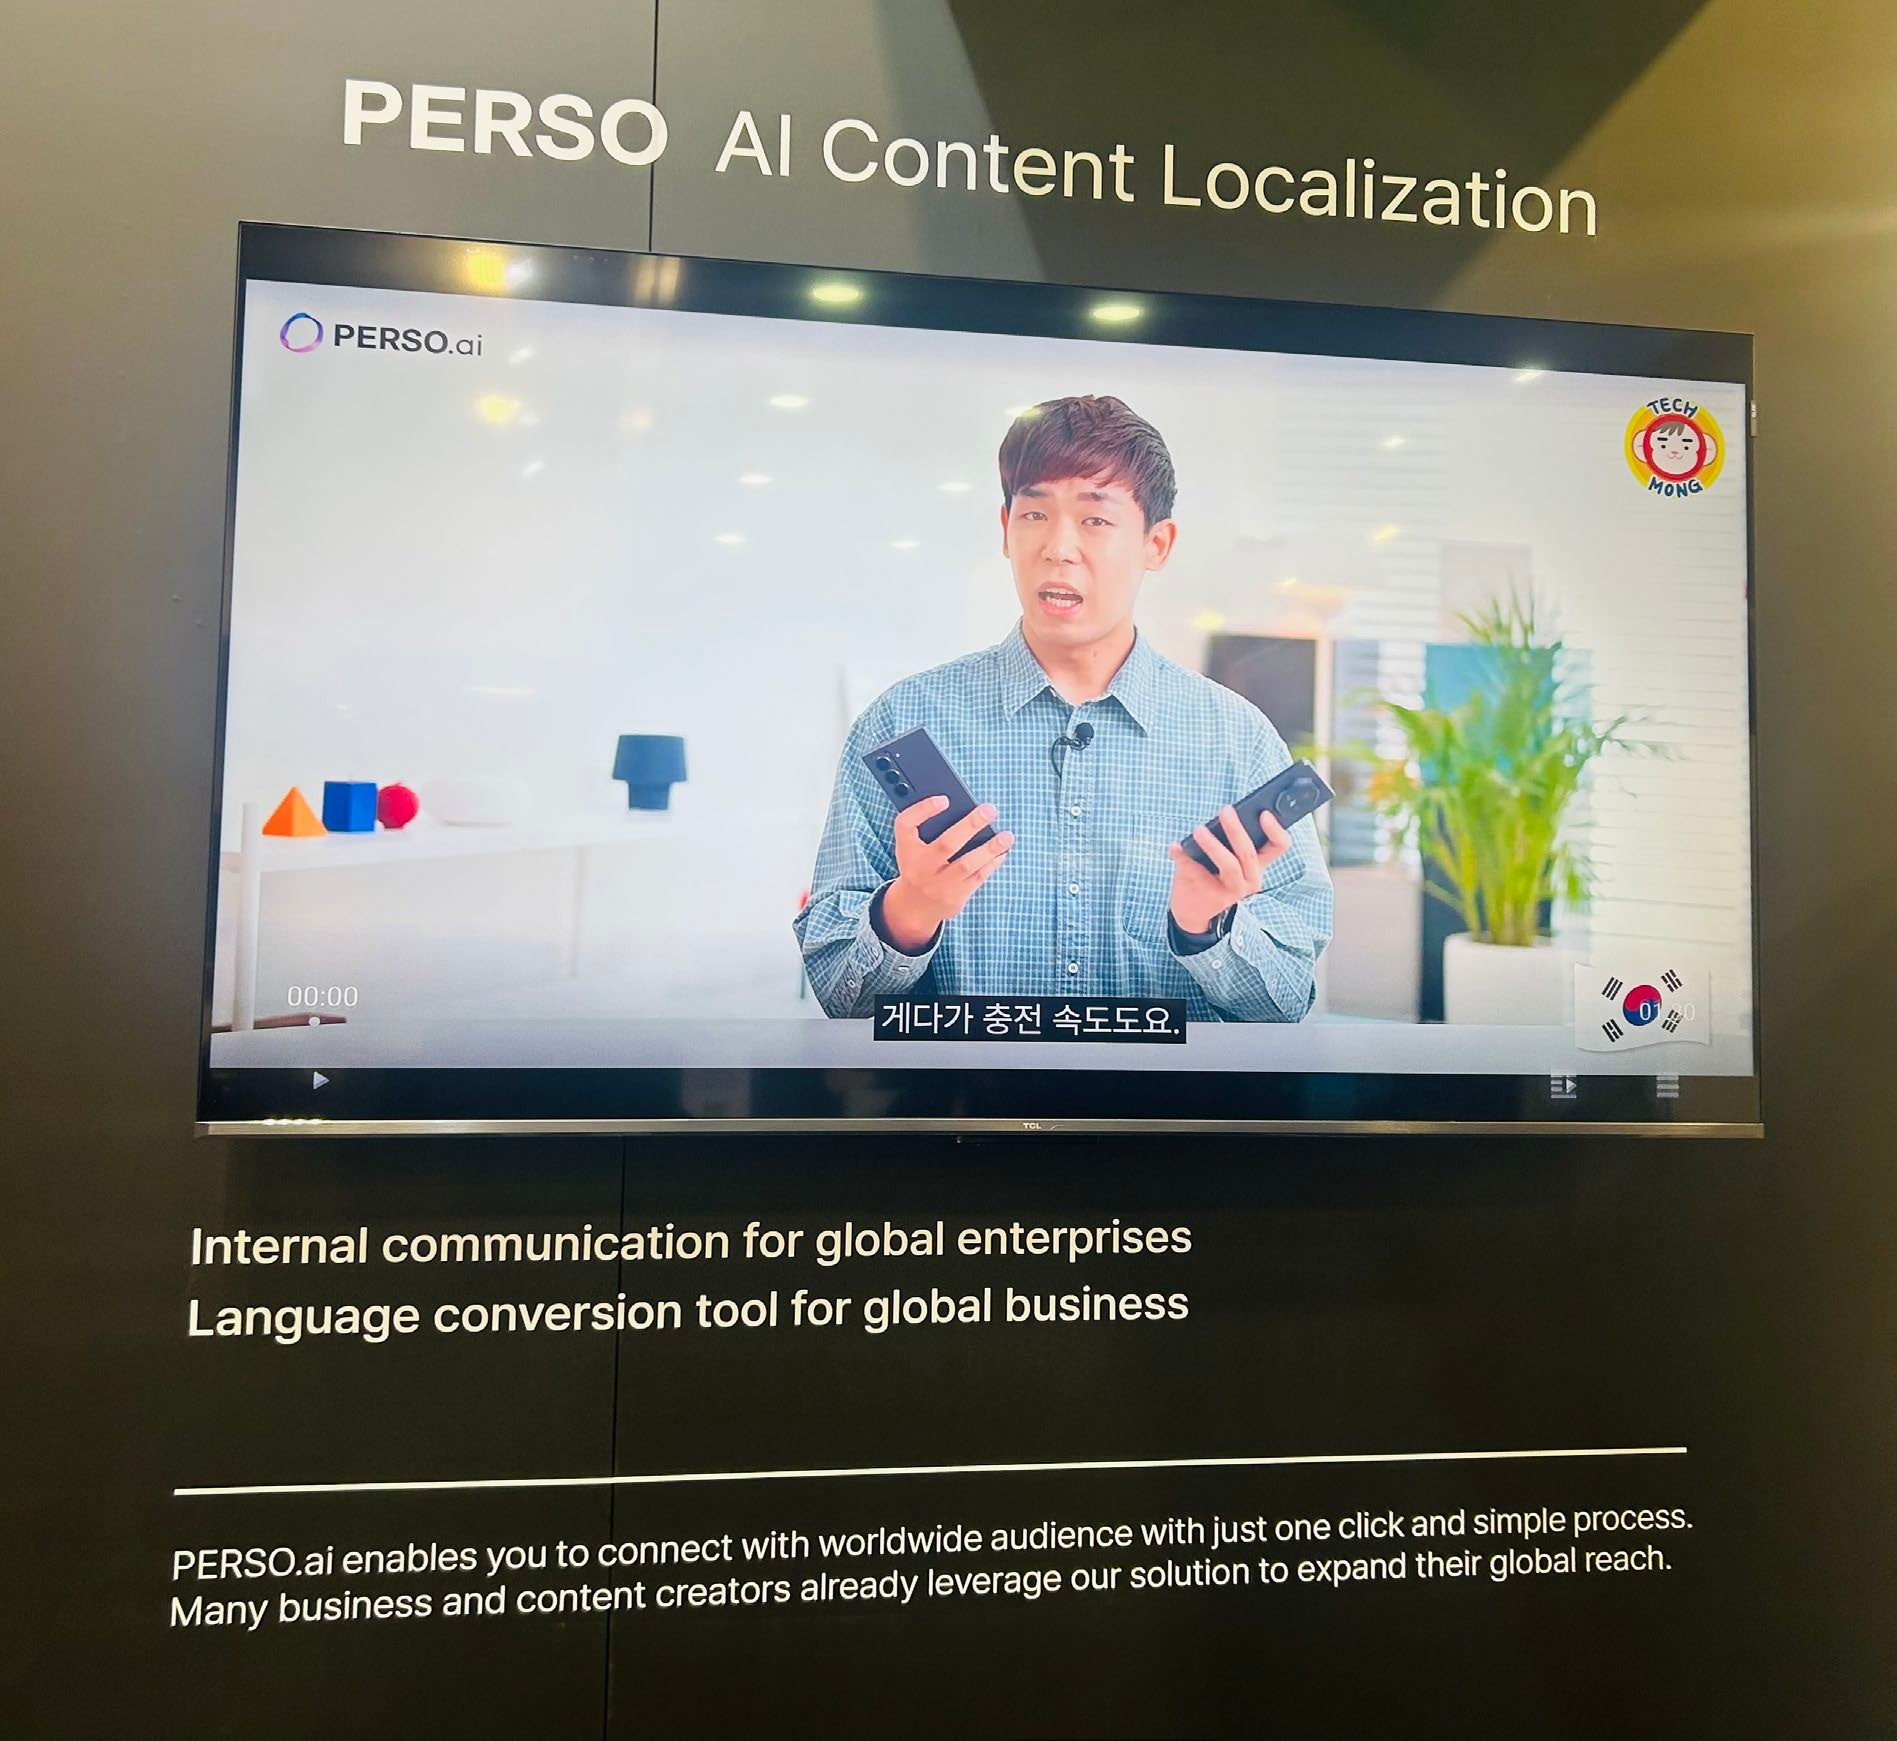 PERSO AI Content Localization
PERSO.ai
TECH
MONG
00:00
게다가 충전 속도도요.
TCL
Internal communication for global enterprises
Language conversion tool for global business
PERSO.ai enables you to connect with worldwide audience with just one click and simple process.
Many business and content creators already leverage our solution to expand their global reach.